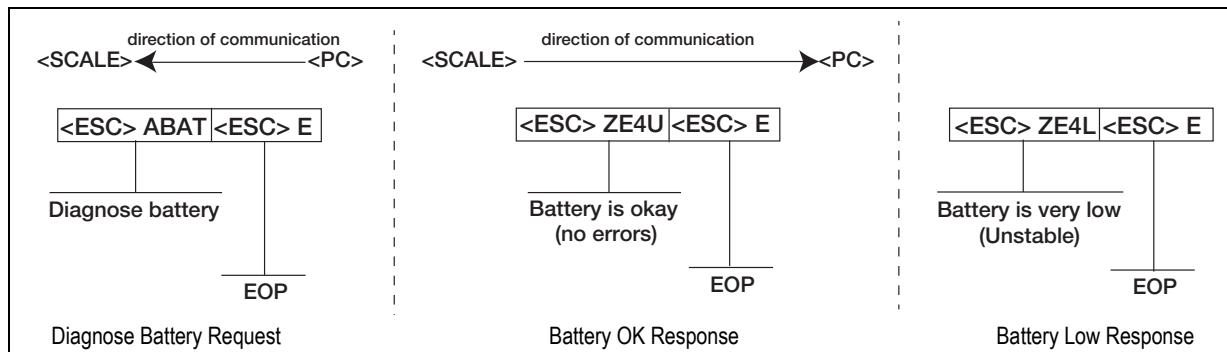 direction of communication
<SCALE> <PC>
<ESC> ABAT <ESC> E
Diagnose battery
EOP
Diagnose Battery Request
direction of communication
<SCALE> <PC>
<ESC> ZE4U <ESC> E
Battery is okay
(no errors)
EOP
Battery OK Response
<ESC> ZE4L <ESC> E
Battery is very low
(Unstable)
EOP
Battery Low Response